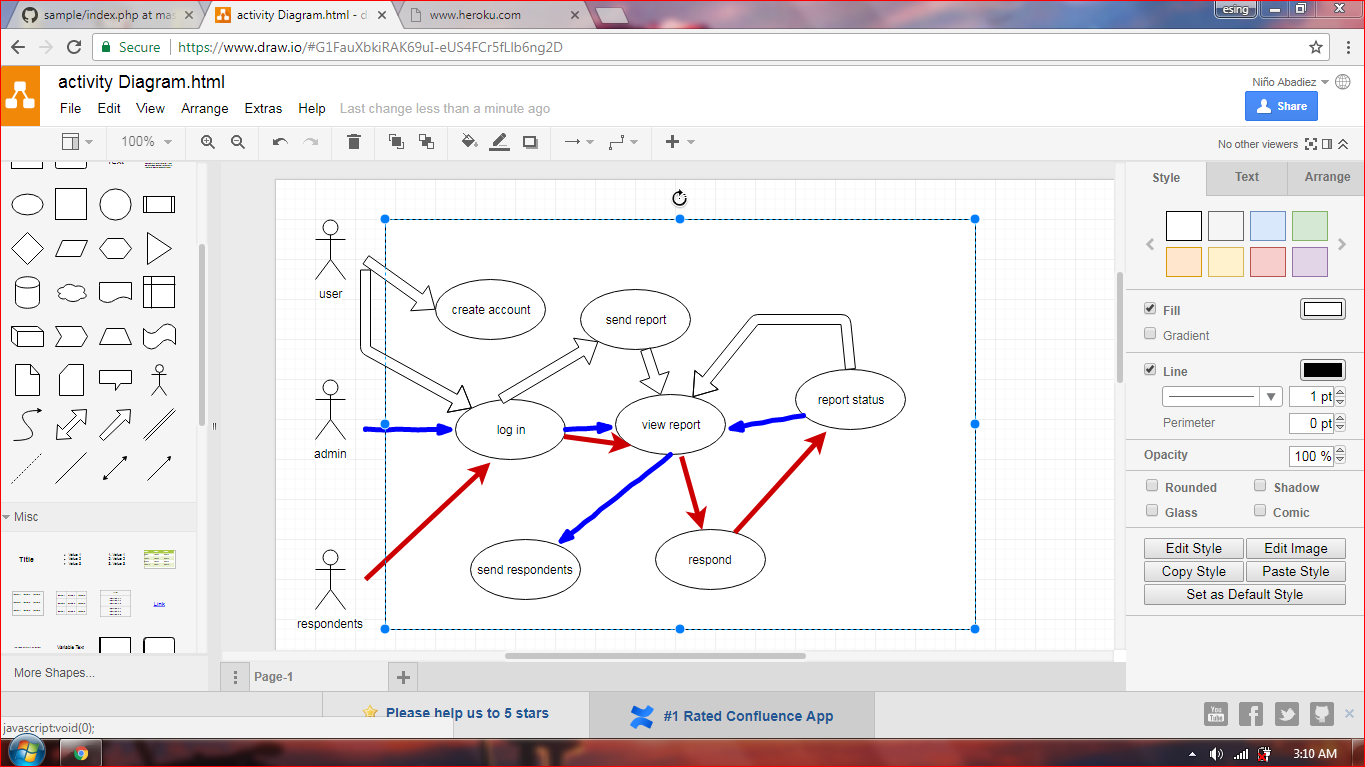 sample/index.php at mas
activity Diagram.html - d
www.heroku.com
esing
Secure
https://www.draw.io/#G1FauXbkiRAK69uI-eUS4FCr5fLlb6ng2D
activity Diagram.html
Niño Abadiez
File Edit View Arrange Extras Help Last change less than a minute ago
Share
100%
No other viewers
Style Text Arrange
user
create account
send report
report status
log in
view report
admin
send respondents
respond
respondents
Fill
Gradient
Line
1 pt
Perimeter
0 pt
Opacity
100 %
Rounded
Shadow
Glass
Comic
Edit Style
Edit Image
Copy Style
Paste Style
Set as Default Style
Misc
Title
Link
Variable Text
More Shapes...
Page-1
Please help us to 5 stars
#1 Rated Confluence App
You Tube
javascript:void(0);
3:10 AM